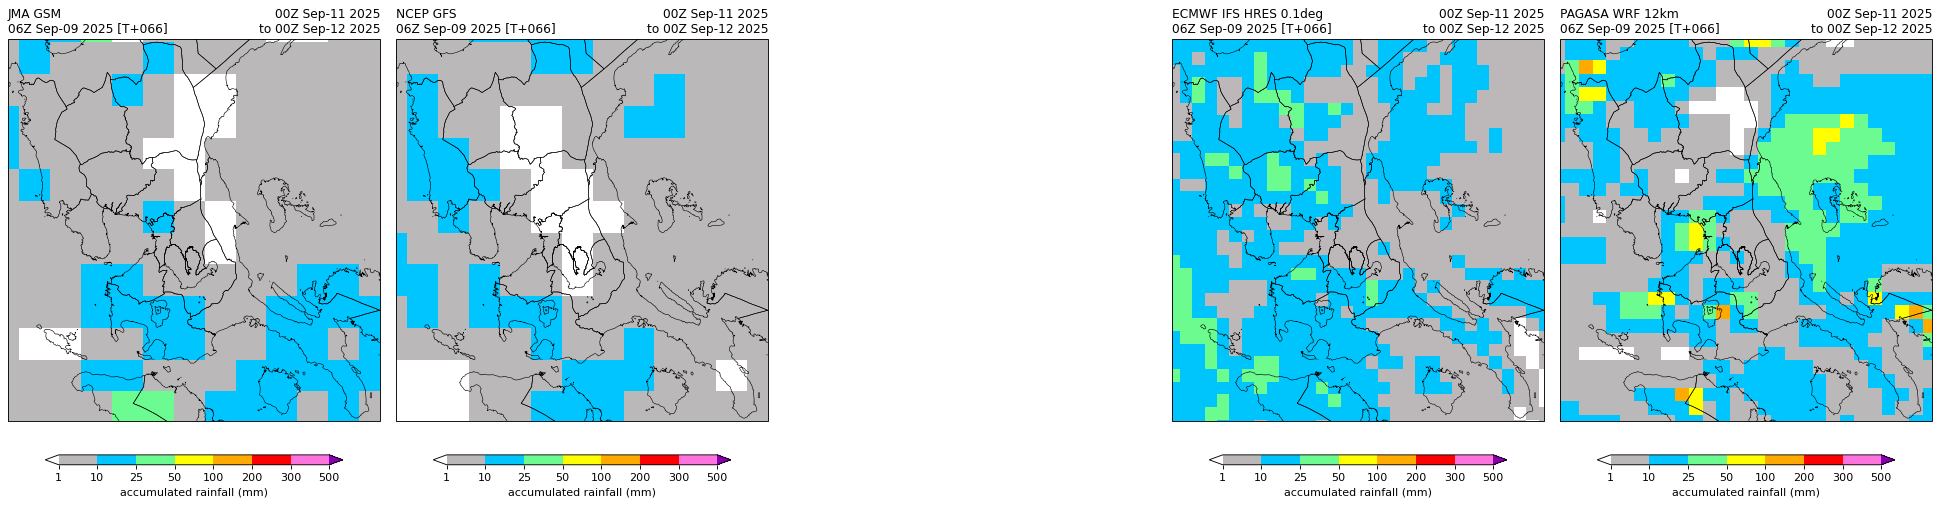 JMA GSM 00Z Sep-11 2025
06Z Sep-09 2025 [T+066] to 00Z Sep-12 2025
NCEP GFS 00Z Sep-11 2025
06Z Sep-09 2025 [T+066] to 00Z Sep-12 2025
ECMWF IFS HRES 0.1deg 00Z Sep-11 2025
06Z Sep-09 2025 [T+066] to 00Z Sep-12 2025
PAGASA WRF 12km 00Z Sep-11 2025
06Z Sep-09 2025 [T+066] to 00Z Sep-12 2025
1 10 25 50 100 200 300 500
accumulated rainfall (mm)
1 10 25 50 100 200 300 500
accumulated rainfall (mm)
1 10 25 50 100 200 300 500
accumulated rainfall (mm)
1 10 25 50 100 200 300 500
accumulated rainfall (mm)